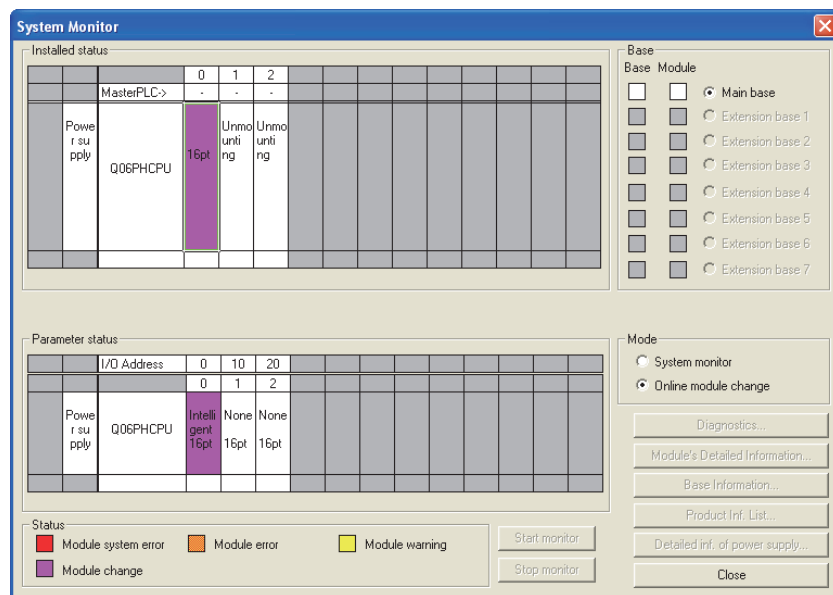 System Monitor
Installed status
0 1 2
MasterPLC-> - - -
Powe
r su
pply
Q06PHCPU
16pt
Unmo
unti
ng
Unmo
unti
ng
Base
Base Module
Main base
Extension base 1
Extension base 2
Extension base 3
Extension base 4
Extension base 5
Extension base 6
Extension base 7
Parameter status
I/O Address 0 10 20
0 1 2
Powe
r su
pply
Q06PHCPU
Intelli
gent
16pt
None
16pt
None
16pt
Mode
System monitor
Online module change
Diagnostics...
Module's Detailed Information...
Base Information...
Product Inf. List...
Detailed inf. of power supply...
Close
Status
Module system error Module error Module warning
Module change
Start monitor
Stop monitor